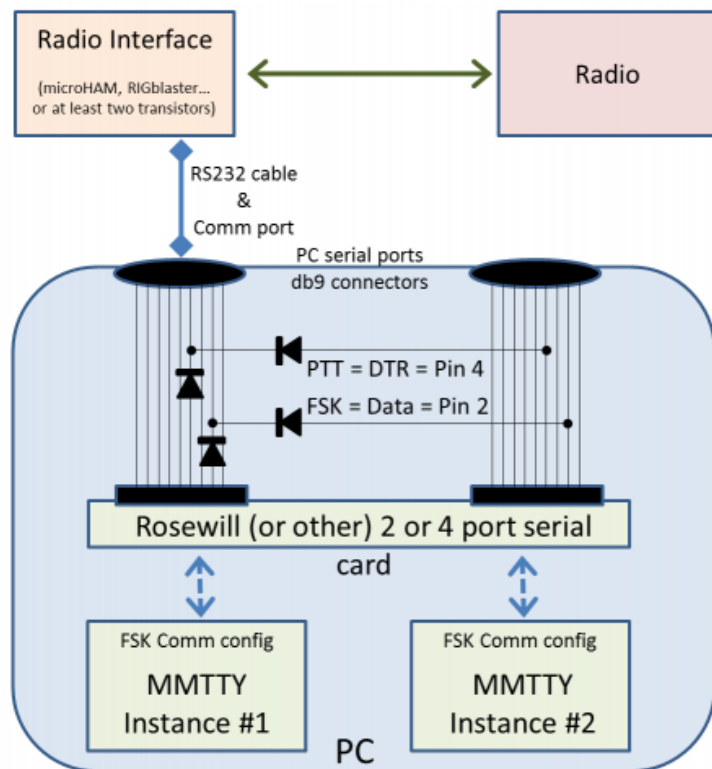 Radio Interface
(microHAM, RIGblaster...
or at least two transistors)
Radio
RS232 cable
&
Comm port
PC serial ports
db9 connectors
PTT = DTR = Pin 4
FSK = Data = Pin 2
Rosewill (or other) 2 or 4 port serial
card
FSK Comm config
MMTTY
Instance #1
FSK Comm config
MMTTY
Instance #2
PC